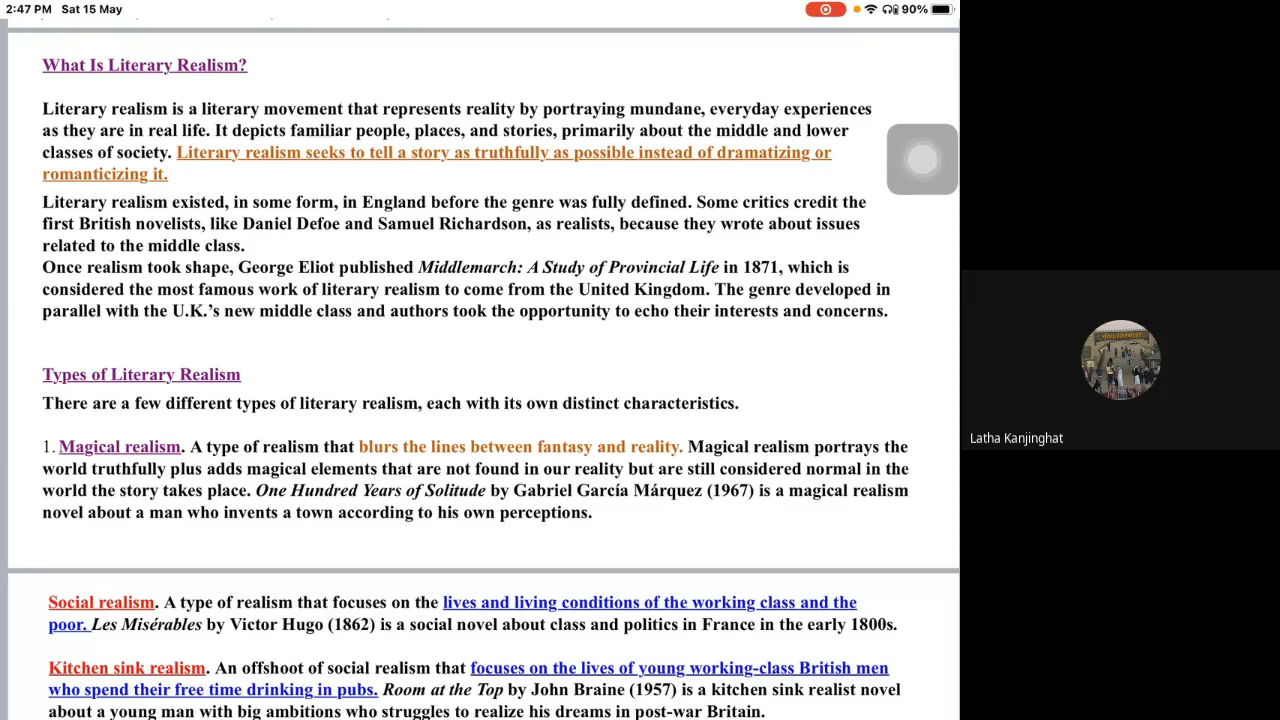 2:47 PM Sat 15 May
90%
What Is Literary Realism?
Literary realism is a literary movement that represents reality by portraying mundane, everyday experiences
as they are in real life. It depicts familiar people, places, and stories, primarily about the middle and lower
classes of society. Literary realism seeks to tell a story as truthfully as possible instead of dramatizing or
romanticizing it.
Literary realism existed, in some form, in England before the genre was fully defined. Some critics credit the
first British novelists, like Daniel Defoe and Samuel Richardson, as realists, because they wrote about issues
related to the middle class.
Once realism took shape, George Eliot published Middlemarch: A Study of Provincial Life in 1871, which is
considered the most famous work of literary realism to come from the United Kingdom. The genre developed in
parallel with the U.K.’s new middle class and authors took the opportunity to echo their interests and concerns.
Types of Literary Realism
There are a few different types of literary realism, each with its own distinct characteristics.
1. Magical realism. A type of realism that blurs the lines between fantasy and reality. Magical realism portrays the
world truthfully plus adds magical elements that are not found in our reality but are still considered normal in the
world the story takes place. One Hundred Years of Solitude by Gabriel García Márquez (1967) is a magical realism
novel about a man who invents a town according to his own perceptions.
Latha Kanjinghat
Social realism. A type of realism that focuses on the lives and living conditions of the working class and the
poor. Les Misérables by Victor Hugo (1862) is a social novel about class and politics in France in the early 1800s.
Kitchen sink realism. An offshoot of social realism that focuses on the lives of young working-class British men
who spend their free time drinking in pubs. Room at the Top by John Braine (1957) is a kitchen sink realist novel
about a young man with big ambitions who struggles to realize his dreams in post-war Britain.